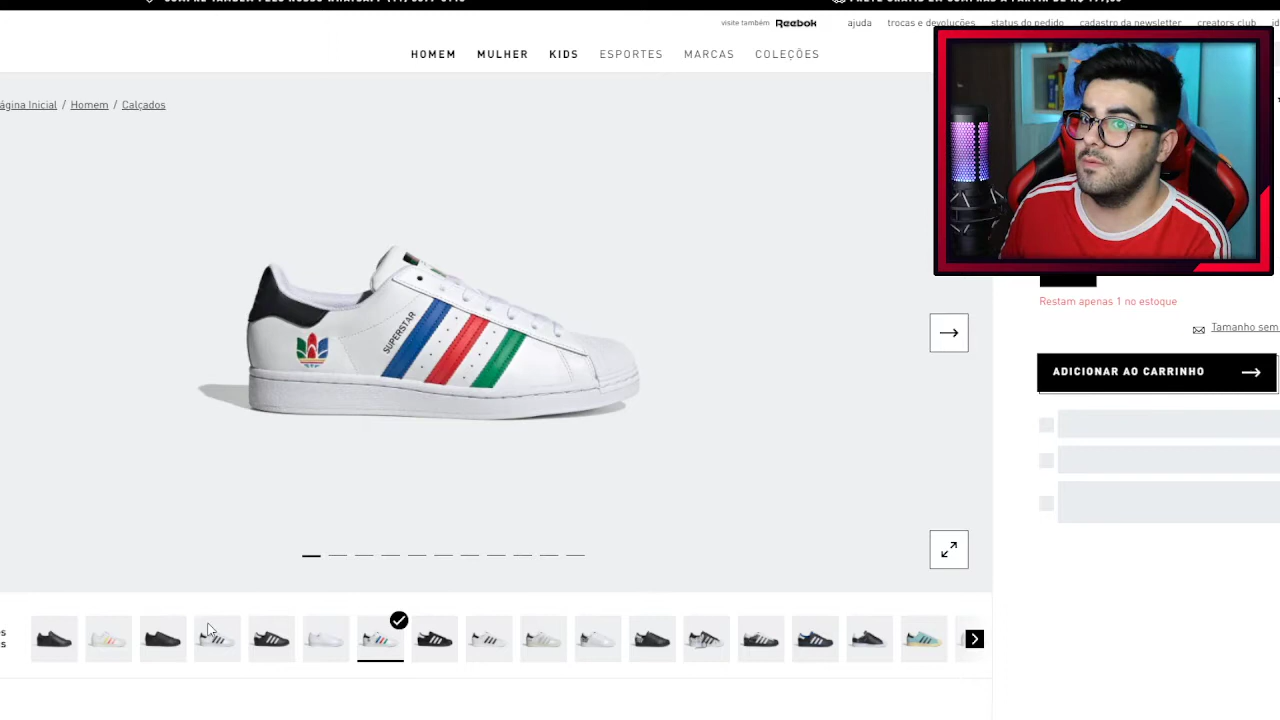 visite também Reebok ajuda trocas e devoluções status do pedido cadastro da newsletter creators club
HOMEM MULHER KIDS ESPORTES MARCAS COLEÇÕES
ágina Inicial / Homem / Calçados
SUPERSTAR
Restam apenas 1 no estoque
Tamanho sem
ADICIONAR AO CARRINHO